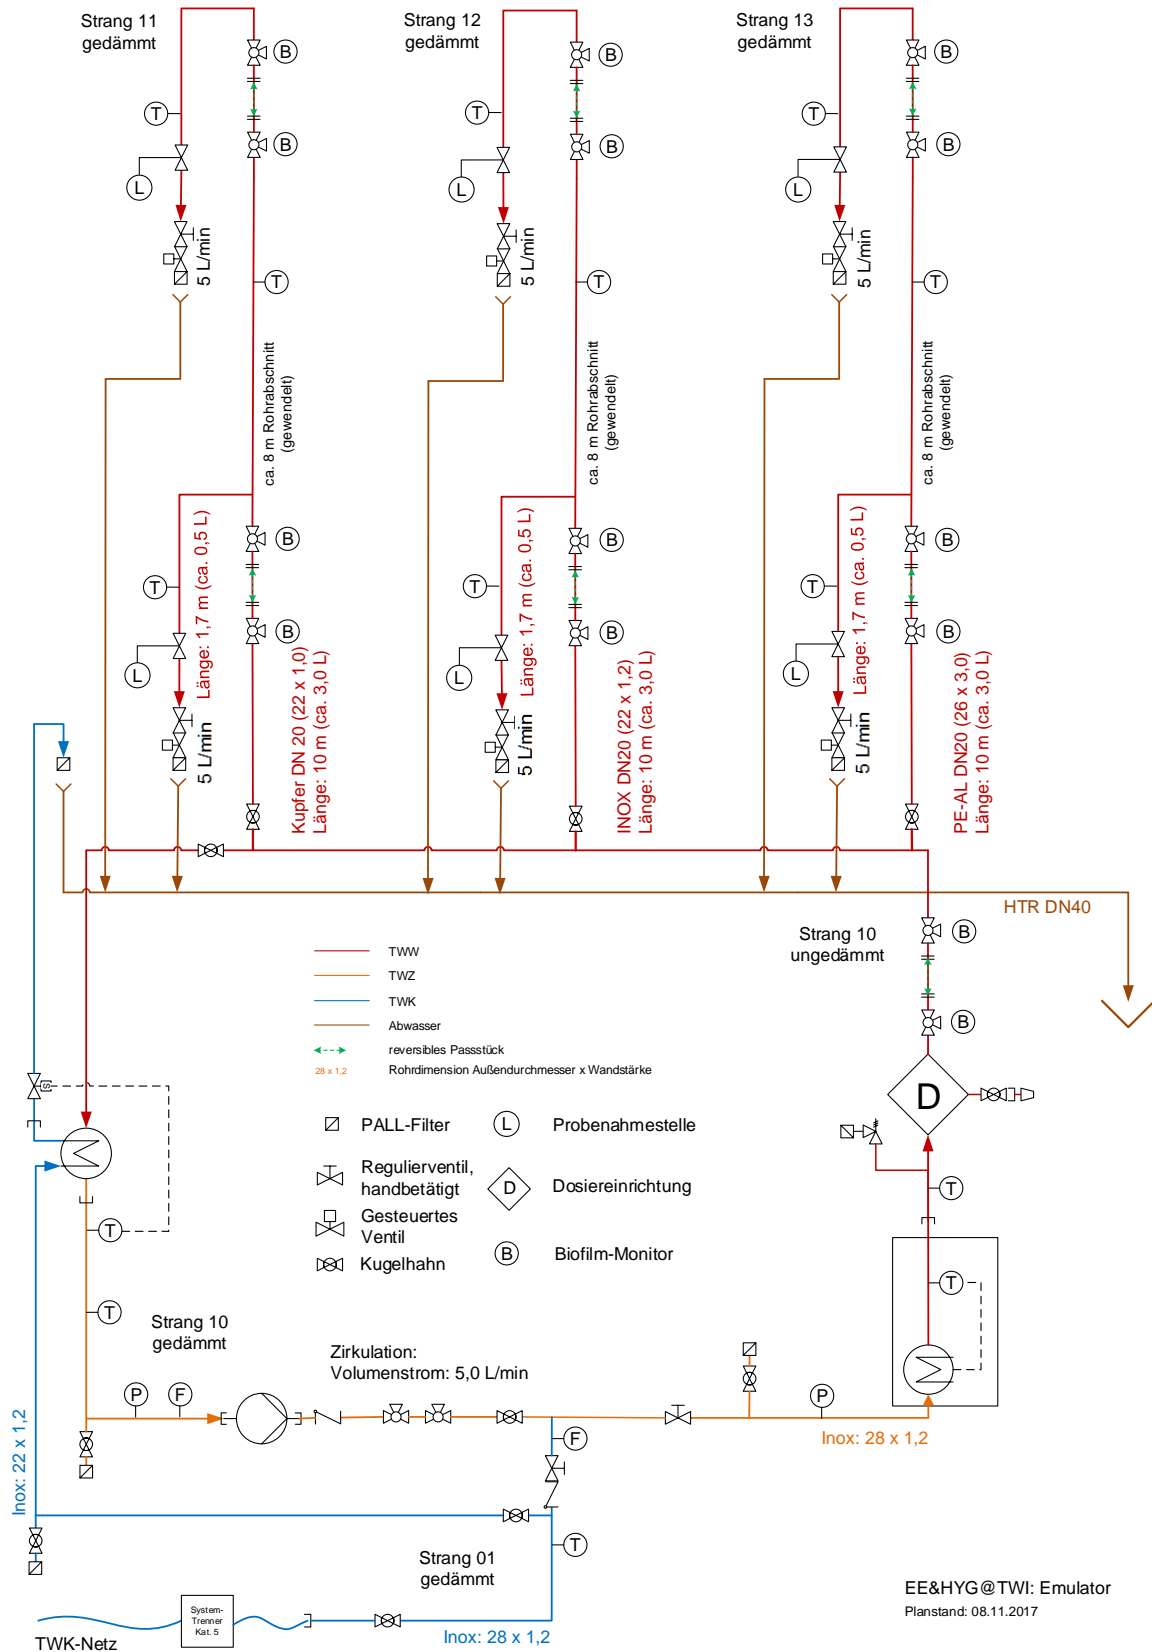 Strang 11
gedämmt
Strang 12
gedämmt
Strang 13
gedämmt
B
B
B
T
T
T
B
B
B
L
L
L
5 L/min
5 L/min
5 L/min
T
T
T
ca. 8 m Rohrabschnitt
(gewendelt)
ca. 8 m Rohrabschnitt
(gewendelt)
ca. 8 m Rohrabschnitt
(gewendelt)
B
B
B
T
T
T
Länge: 1,7 m (ca. 0,5 L)
Länge: 1,7 m (ca. 0,5 L)
Länge: 1,7 m (ca. 0,5 L)
B
B
B
L
L
L
5 L/min
5 L/min
5 L/min
Kupfer DN 20 (22 x 1,0)
Länge: 10 m (ca. 3,0 L)
INOX DN20 (22 x 1,2)
Länge: 10 m (ca. 3,0 L)
PE-AL DN20 (26 x 3,0)
Länge: 10 m (ca. 3,0 L)
HTR DN40
Strang 10
ungedämmt
B
B
TWW
TWZ
TWK
Abwasser
reversibles Passstück
28 x 1,2 Rohrdimension Außendurchmesser x Wandstärke
S
D
PALL-Filter
L Probenahmestelle
Regulierventil,
handbetätigt
D Dosiereinrichtung
Gesteuertes
Ventil
Kugelhahn
B Biofilm-Monitor
T
T
T
T
Strang 10
gedämmt
Zirkulation:
Volumenstrom: 5,0 L/min
P
F
P
Inox: 28 x 1,2
F
Inox: 22 x 1,2
T
Strang 01
gedämmt
System-
Trenner
Kat. 5
TWK-Netz
Inox: 28 x 1,2
EE&HYG@TWI: Emulator
Planstand: 08.11.2017